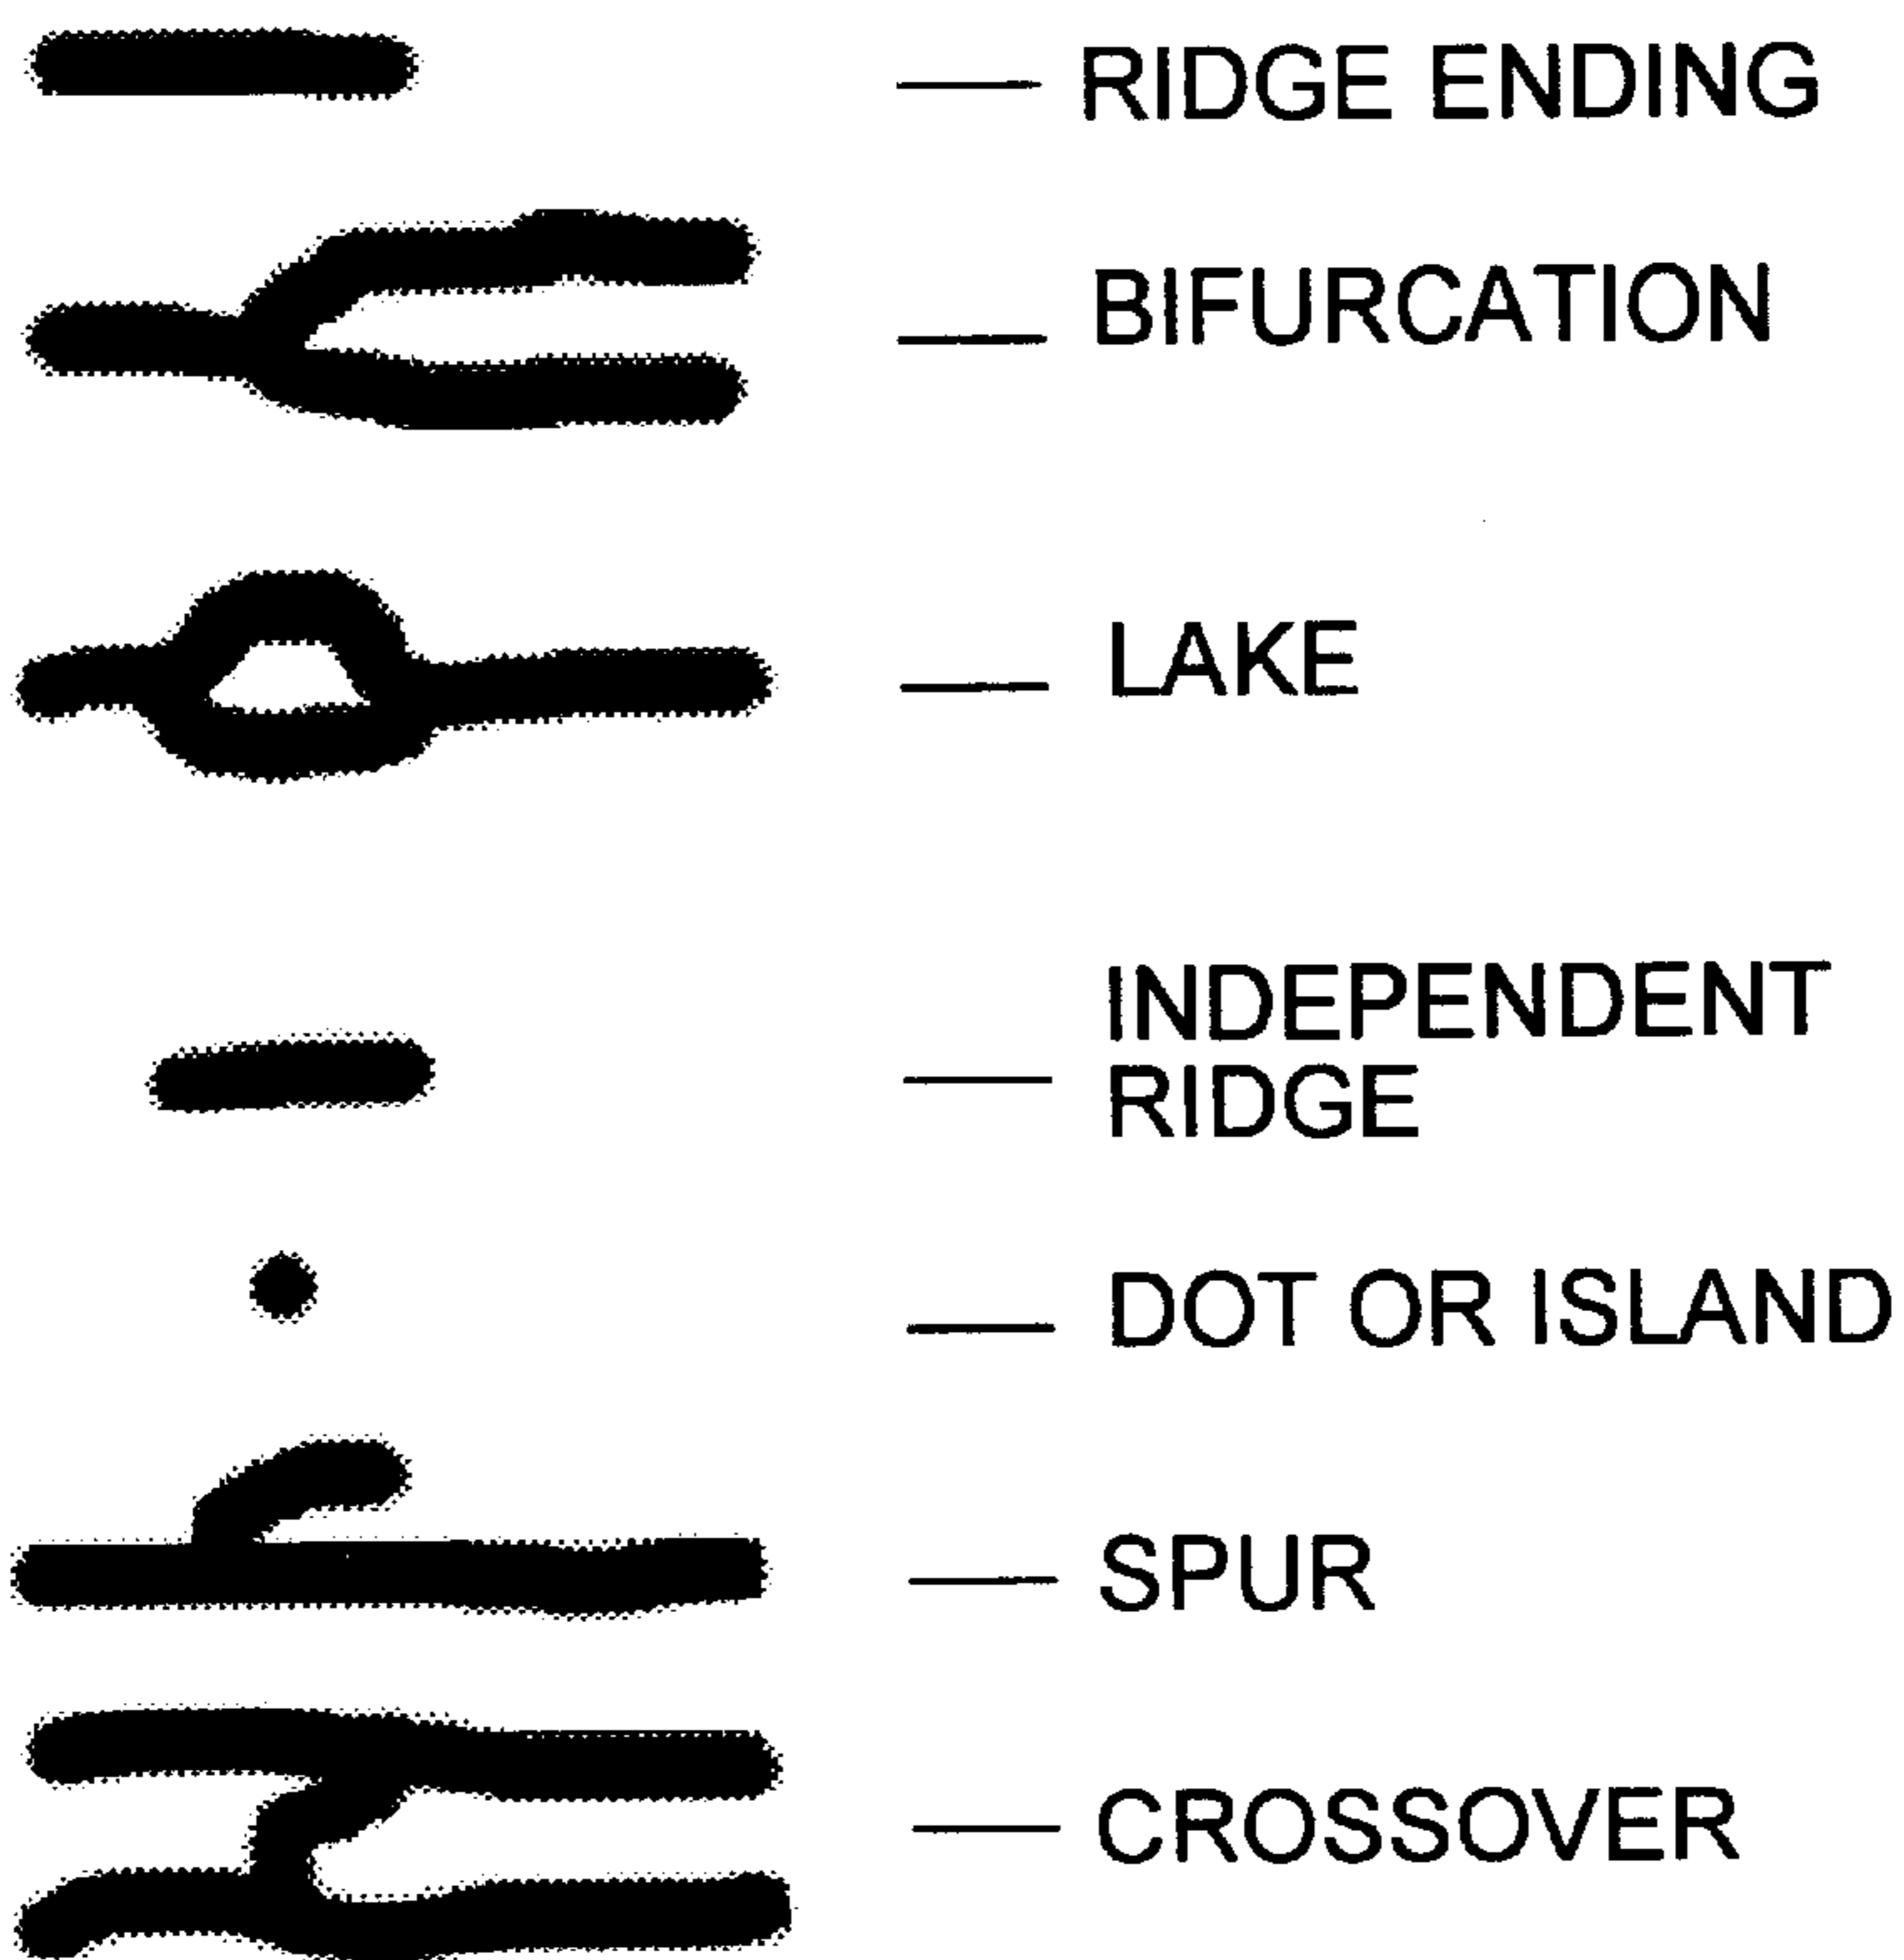 RIDGE ENDING
BIFURCATION
LAKE
INDEPENDENT
RIDGE
DOT OR ISLAND
SPUR
CROSSOVER